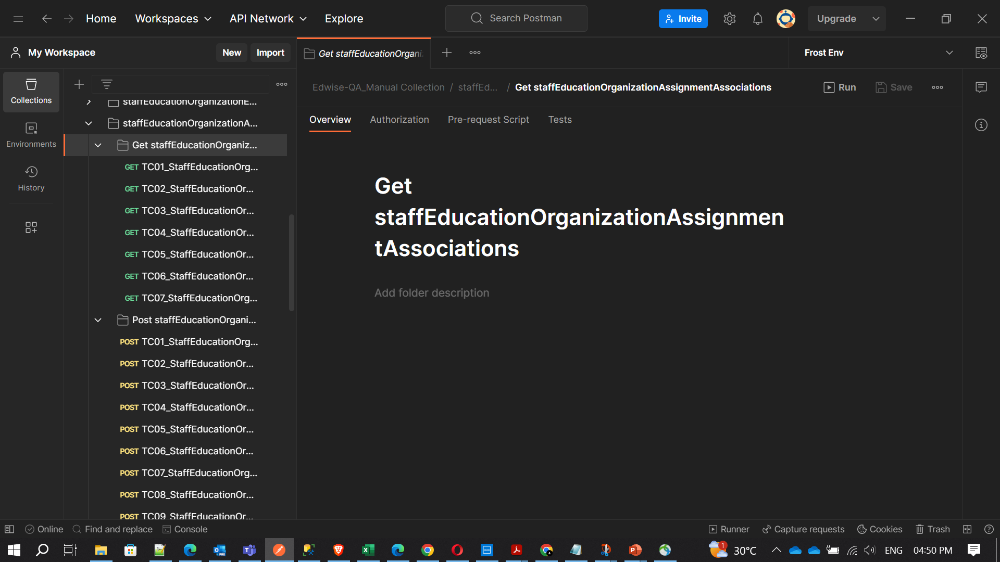 Home
Workspaces
API Network
Explore
Search Postman
Invite
Upgrade
My Workspace
New
Import
Get staffEducationOrgani
Frost Env
Collections
Environments
History
staffEducationOrganizationE...
staffEducationOrganizationA...
Get staffEducationOrganiz...
GET TC01_StaffEducationOrg...
GET TC02_StaffEducationOr...
GET TC03_StaffEducationOr...
GET TC04_StaffEducationOr...
GET TC05_StaffEducationOr...
GET TC06_StaffEducationOr...
GET TC07_StaffEducationOrg...
Post staffEducationOrgani...
POST TC01_StaffEducationOrg...
POST TC02_StaffEducationOr...
POST TC03_StaffEducationOr...
POST TC04_StaffEducationOr...
POST TC05_StaffEducationOr...
POST TC06_StaffEducationOr...
POST TC07_StaffEducationOrg...
POST TC08_StaffEducationOr...
POST TC09_StaffEducationOr...
Edwise-QA_Manual Collection / staffEd... / Get staffEducationOrganizationAssignmentAssociations
Run
Save
Overview
Authorization
Pre-request Script
Tests
Get
staffEducationOrganizationAssignmen
tAssociations
Add folder description
Online
Find and replace
Console
Runner
Capture requests
Cookies
Trash
1
30°C
ENG
04:50 PM